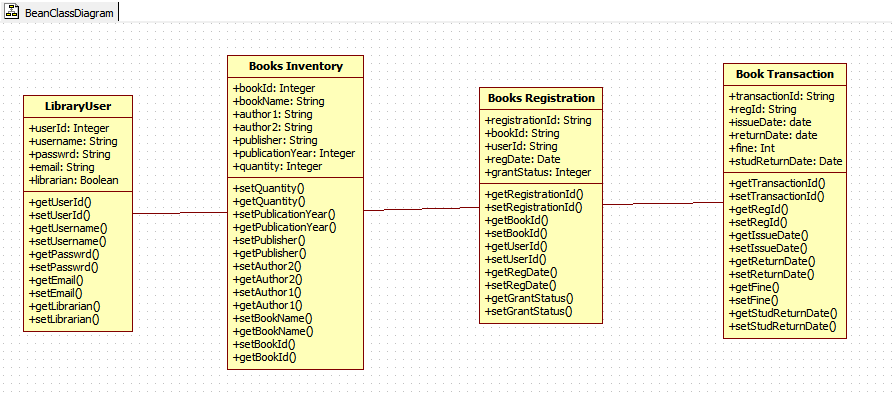 BeanClassDiagram
LibraryUser
+userId: Integer
+username: String
+passwrd: String
+email: String
+librarian: Boolean
+getUserId()
+setUserId()
+getUsername()
+setUsername()
+getPasswrd()
+setPasswrd()
+getEmail()
+setEmail()
+getLibrarian()
+setLibrarian()
Books Inventory
+bookId: Integer
+bookName: String
+author1: String
+author2: String
+publisher: String
+publicationYear: Integer
+quantity: Integer
+setQuantity()
+getQuantity()
+setPublicationYear()
+getPublicationYear()
+setPublisher()
+getPublisher()
+setAuthor2()
+getAuthor2()
+setAuthor1()
+getAuthor1()
+setBookName()
+getBookName()
+setBookId()
+getBookId()
Books Registration
+registrationId: String
+bookId: String
+userId: String
+regDate: Date
+grantStatus: Integer
+getRegistrationId()
+setRegistrationId()
+getBookId()
+setBookId()
+getUserId()
+setUserId()
+getRegDate()
+setRegDate()
+getGrantStatus()
+setGrantStatus()
Book Transaction
+transactionId: String
+regId: String
+issueDate: date
+returnDate: date
+fine: Int
+studReturnDate: Date
+getTransactionId()
+setTransactionId()
+getRegId()
+setRegId()
+getIssueDate()
+setIssueDate()
+getReturnDate()
+setReturnDate()
+getFine()
+setFine()
+getStudReturnDate()
+setStudReturnDate()